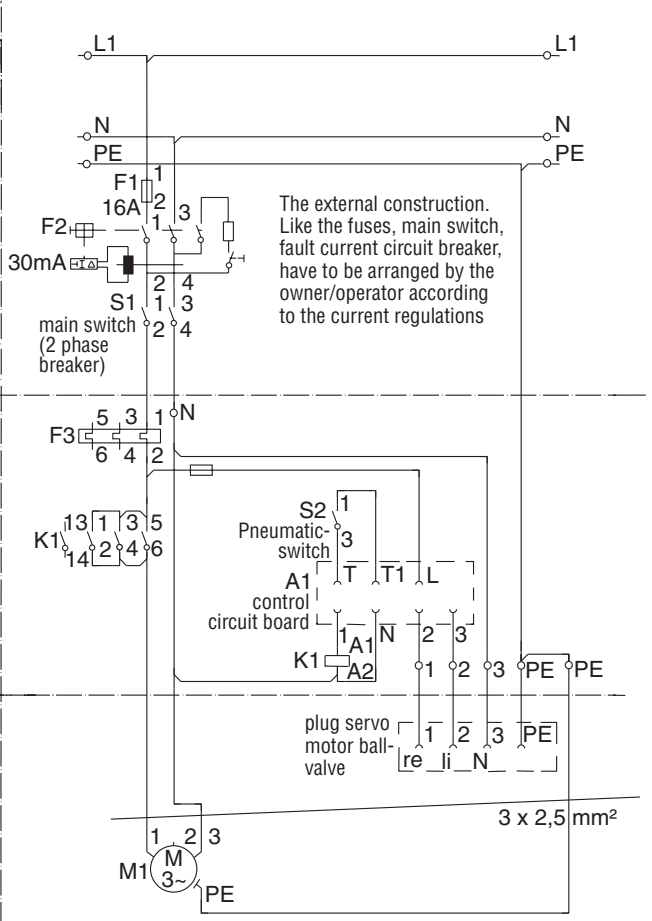 L1 L1
N N
PE PE
F1 1
16A 2
F2 1 3
30mA
2 4
S1 1 3
2 4
main switch
(2 phase
breaker)
The external construction.
Like the fuses, main switch,
fault current circuit breaker,
have to be arranged by the
owner/operator according
to the current regulations
5 3 1 N
F3
6 4 2
13 1 3 5
K1
14 2 4 6
S2 1
Pneumatic-
switch 3
A1 T T1 L
control
circuit board
1 A1 N 2 3
K1 A2
1 2 3 PE PE
plug servo
motor ball-
valve
1 2 3 PE
re li N
3 x 2,5 mm²
1 2 3
M1 M
3~
PE